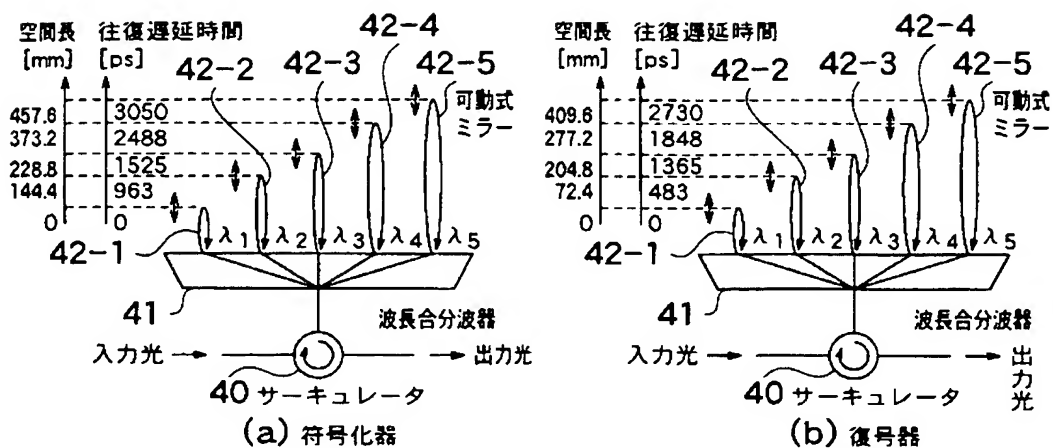 空間長 往復遅延時間
[mm] [ps]
42-4
42-2
42-3
42-5
457.6 3050
373.2 2488
228.8 1525
144.4 963
0 0
可動式
ミラー
42-1
λ1 λ2 λ3 λ4 λ5
41
波長合分波器
入力光
出力光
40 サーキュレータ
(a) 符号化器
空間長 往復遅延時間
[mm] [ps]
42-4
42-2
42-3
42-5
409.6 2730
277.2 1848
204.8 1365
72.4 483
0 0
可動式
ミラー
42-1
λ1 λ2 λ3 λ4 λ5
41
波長合分波器
入力光
出力光
40 サーキュレータ
(b) 復号器